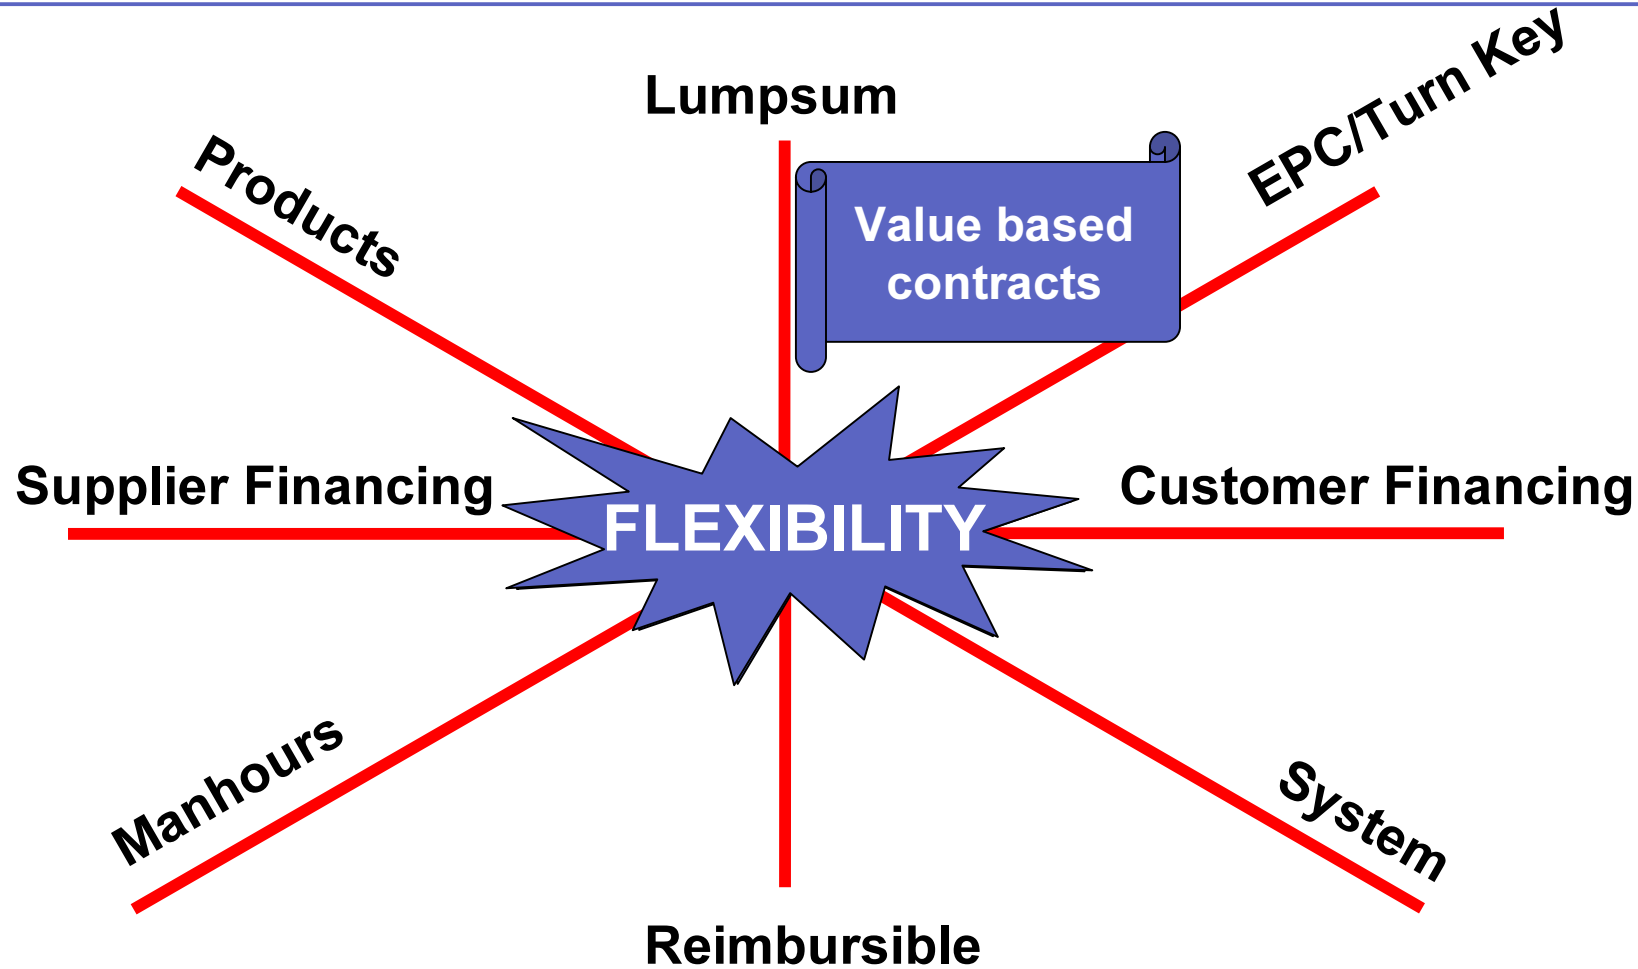 Lumpsum
EPC/Turn Key
Products
Value based
contracts
Supplier Financing
FLEXIBILITY
Customer Financing
Manhours
System
Reimbursible